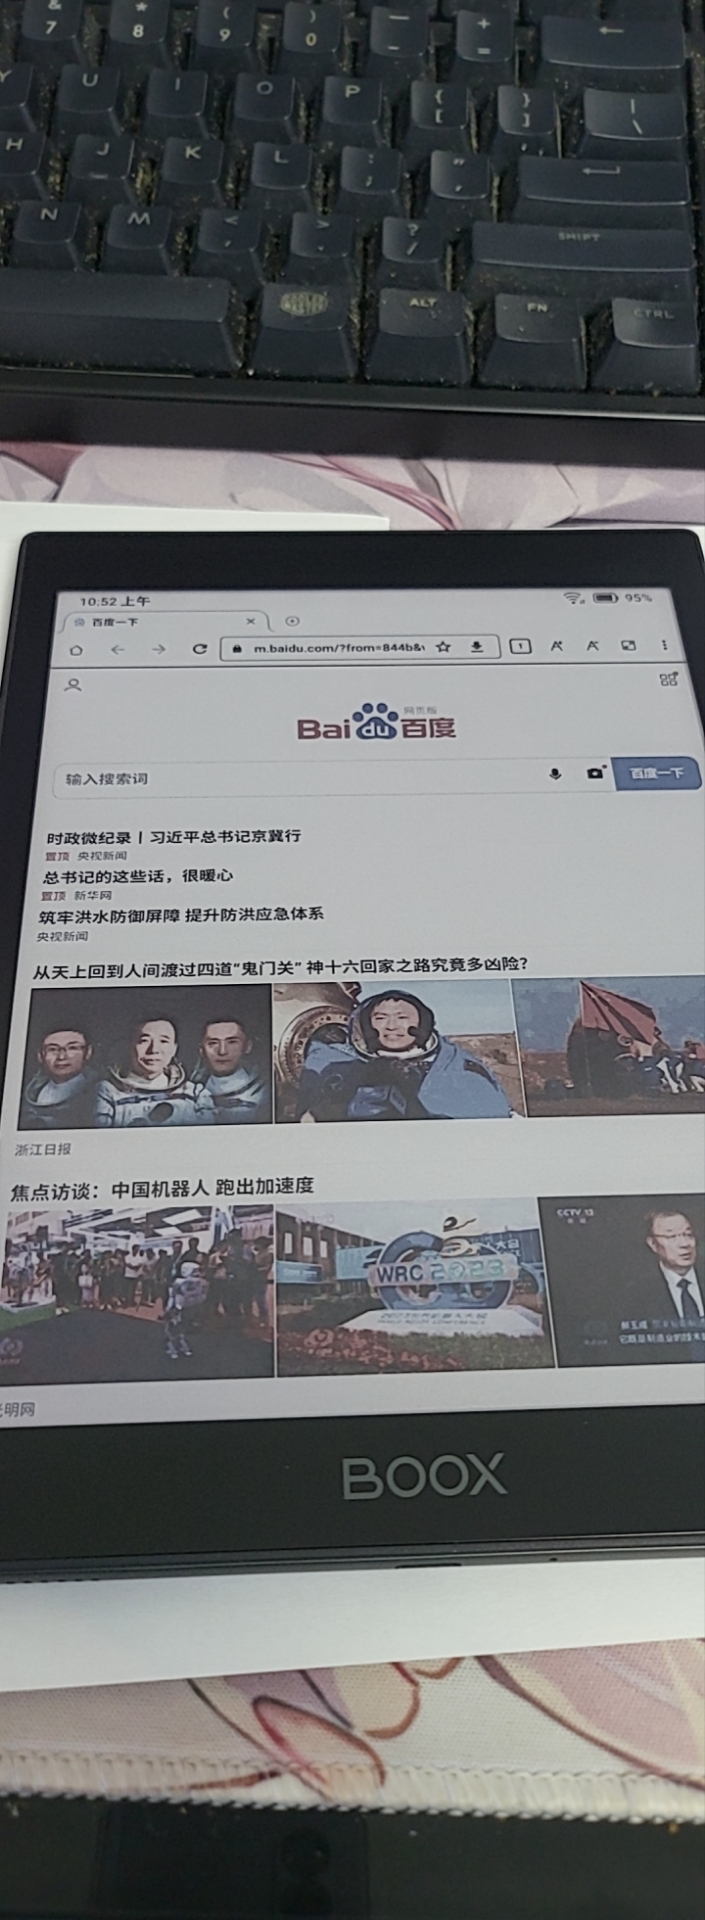 & 7 * 8 ( 9 ) 0 — - + = ←
Y U I O P { [ } ] | \
H J K L : ; " '
N M < , > . ? / SHIFT
COOLER MASTER ALT FN CTRL
10:52 上午 95%
百度一下 ×
m.baidu.com/?from=844b& 1 A A
Bai du 百度 网页版
输入搜索词 百度一下
时政微纪录丨习近平总书记京冀行
置顶 央视新闻
总书记的这些话，很暖心
置顶 新华网
筑牢洪水防御屏障 提升防洪应急体系
央视新闻
从天上回到人间渡过四道“鬼门关” 神十六回家之路究竟多凶险？
浙江日报
焦点访谈：中国机器人 跑出加速度
WRC 2023
CCTV 13
光明网
BOOX